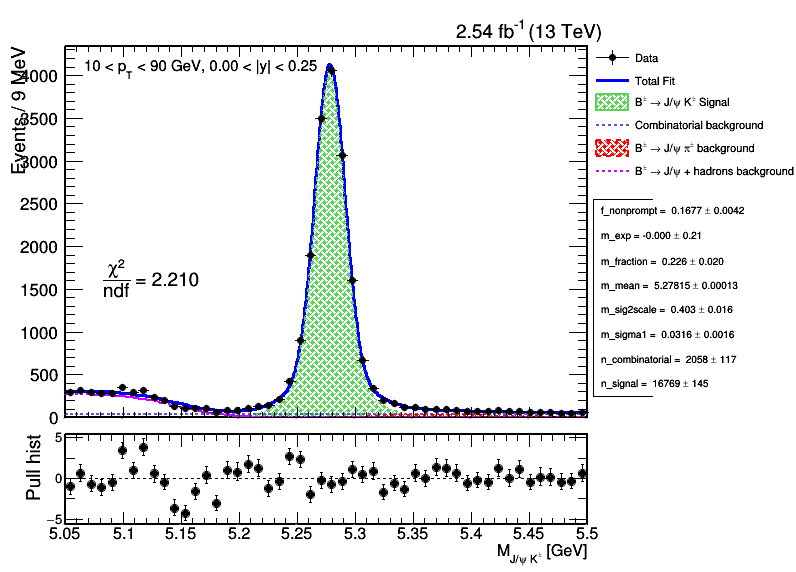 2.54 fb⁻¹ (13 TeV)
Events / 9 MeV
10 < p_T < 90 GeV, 0.00 < |y| < 0.25
4000
3500
3000
2500
2000
1500
1000
500
0
χ²/ndf = 2.210
Data
Total Fit
B± → J/ψ K± Signal
Combinatorial background
B± → J/ψ π± background
B± → J/ψ + hadrons background
f_nonprompt = 0.1677 ± 0.0042
m_exp = -0.000 ± 0.21
m_fraction = 0.226 ± 0.020
m_mean = 5.27815 ± 0.00013
m_sig2scale = 0.403 ± 0.016
m_sigma1 = 0.0316 ± 0.0016
n_combinatorial = 2058 ± 117
n_signal = 16769 ± 145
Pull hist
5
0
−5
5.05 5.1 5.15 5.2 5.25 5.3 5.35 5.4 5.45 5.5
M_J/ψ K± [GeV]